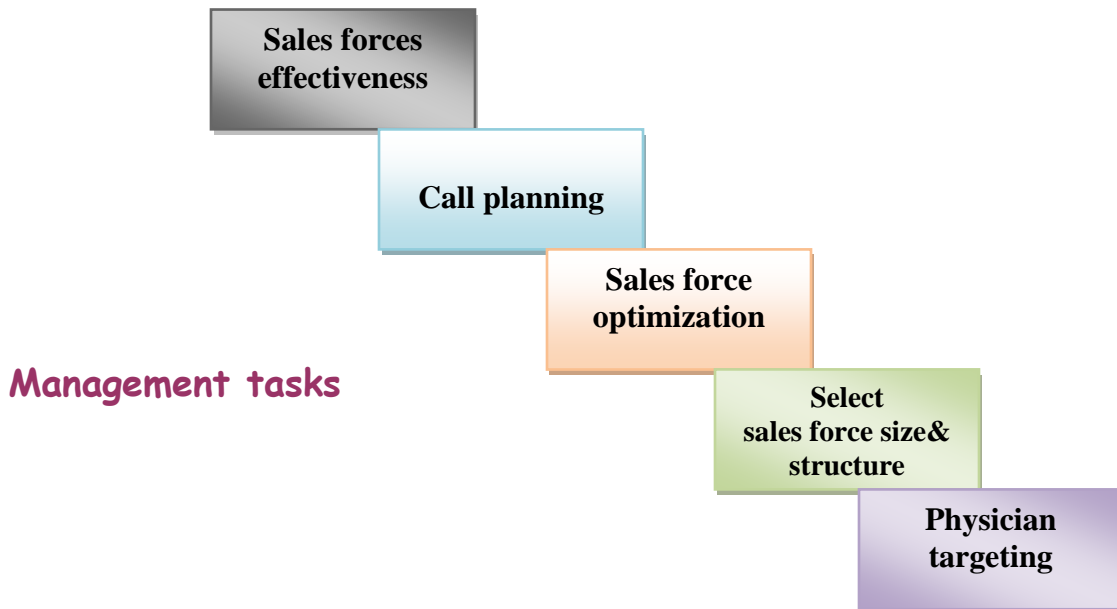 Sales forces
effectiveness
Call planning
Sales force
optimization
Management tasks
Select
sales force size&
structure
Physician
targeting